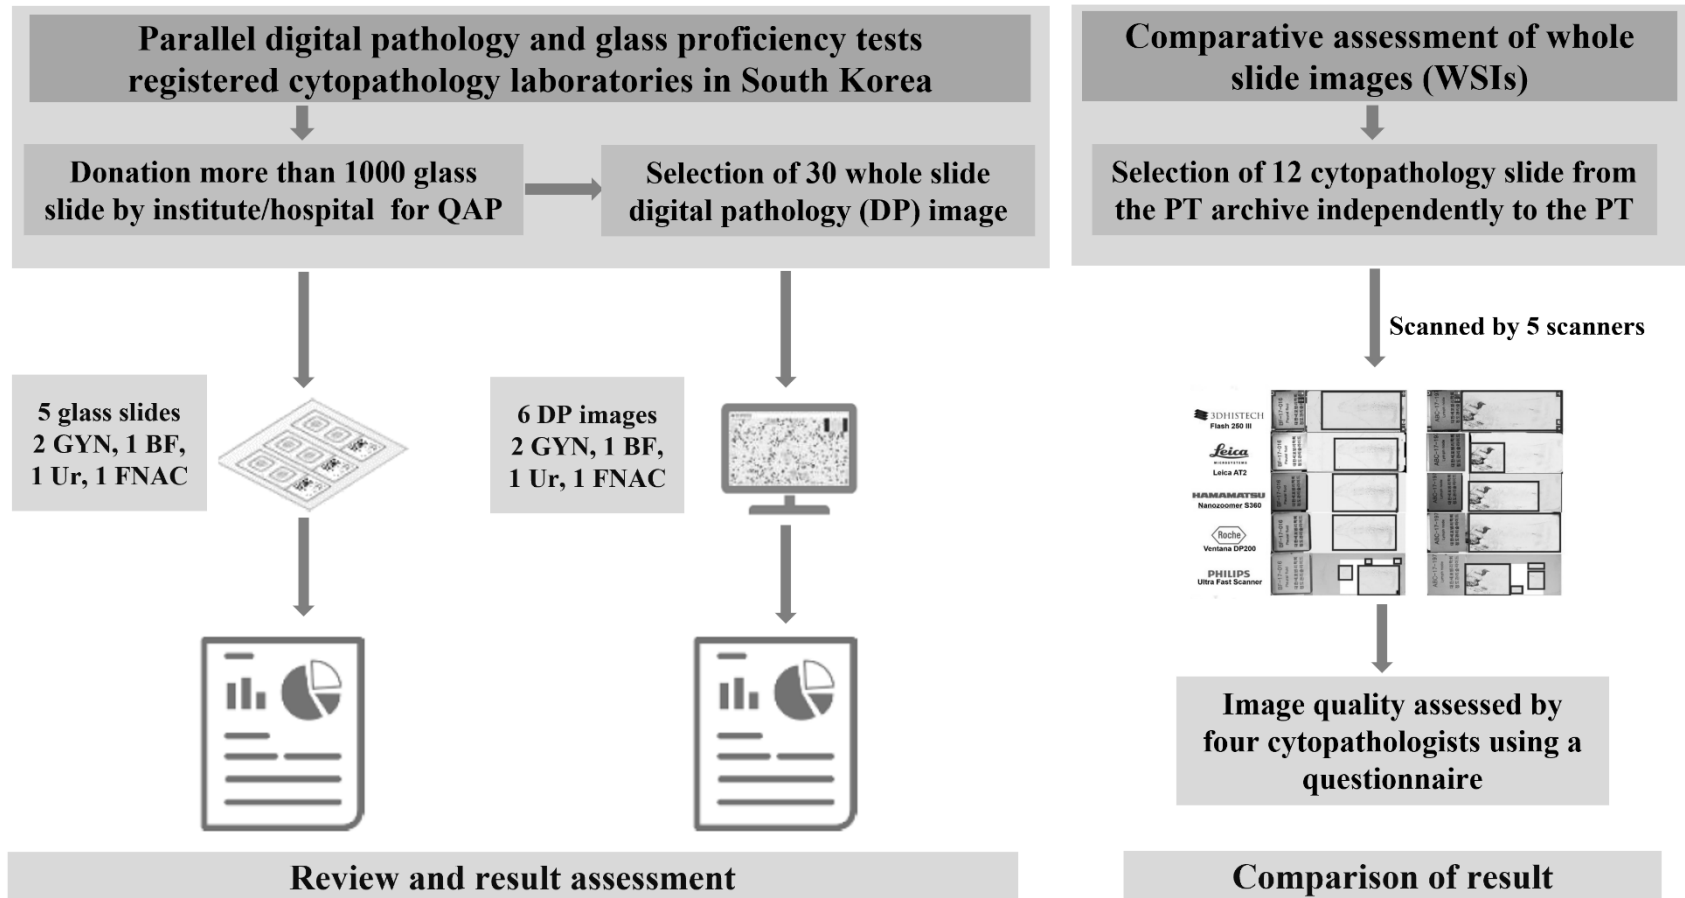 Parallel digital pathology and glass proficiency tests
registered cytopathology laboratories in South Korea
Donation more than 1000 glass
slide by institute/hospital for QAP
Selection of 30 whole slide
digital pathology (DP) image
5 glass slides
2 GYN, 1 BF,
1 Ur, 1 FNAC
6 DP images
2 GYN, 1 BF,
1 Ur, 1 FNAC
Review and result assessment
Comparative assessment of whole
slide images (WSIs)
Selection of 12 cytopathology slide from
the PT archive independently to the PT
Scanned by 5 scanners
3DHISTECH
Flash 250 III
Leica
MICROSYSTEMS
Leica AT2
HAMAMATSU
Nanozoomer S360
Roche
Ventana DP200
PHILIPS
Ultra Fast Scanner
Image quality assessed by
four cytopathologists using a
questionnaire
Comparison of result